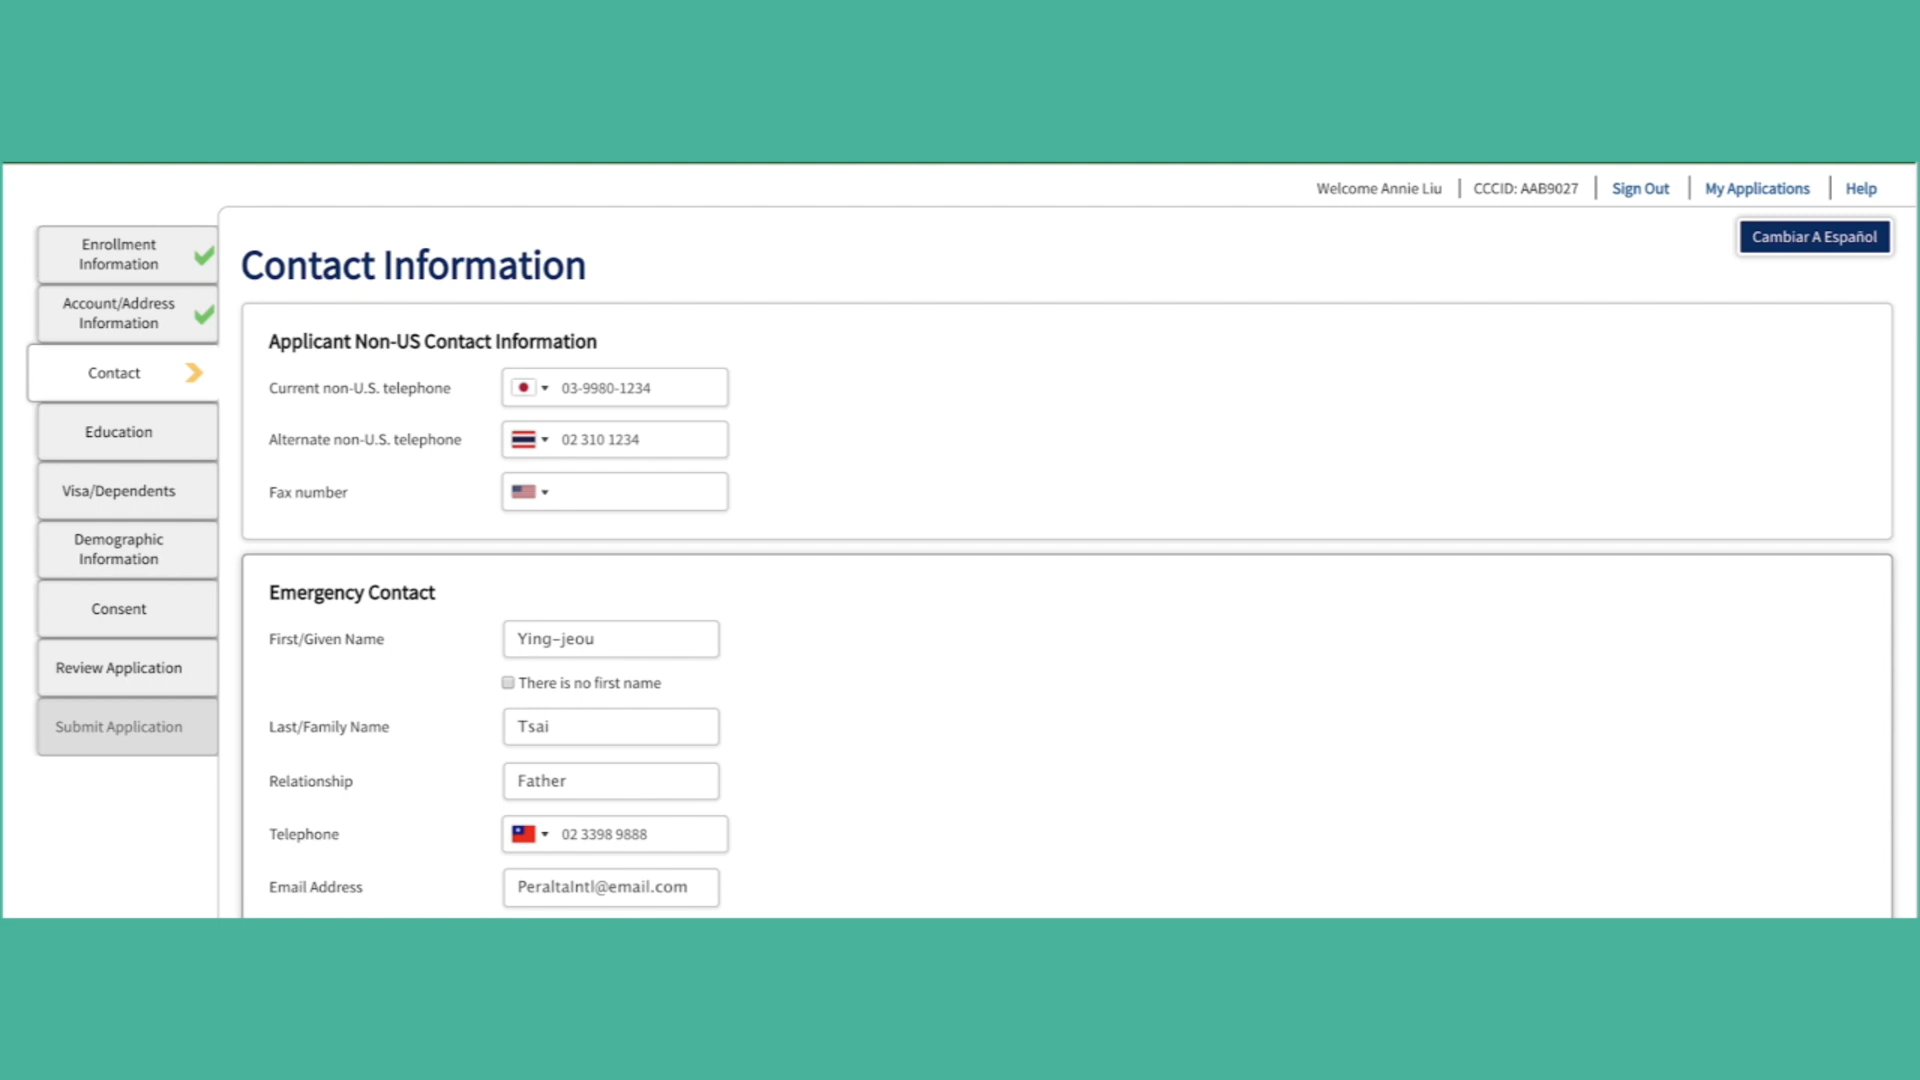 Welcome Annie Liu
CCCID: AAB9027
Sign Out
My Applications
Help
Cambiar A Español
Enrollment
Information
Account/Address
Information
Contact
Education
Visa/Dependents
Demographic
Information
Consent
Review Application
Submit Application
Contact Information
Applicant Non-US Contact Information
Current non-U.S. telephone
03-9980-1234
Alternate non-U.S. telephone
02 310 1234
Fax number
Emergency Contact
First/Given Name
Ying-jeou
There is no first name
Last/Family Name
Tsai
Relationship
Father
Telephone
02 3398 9888
Email Address
PeraltaIntl@email.com